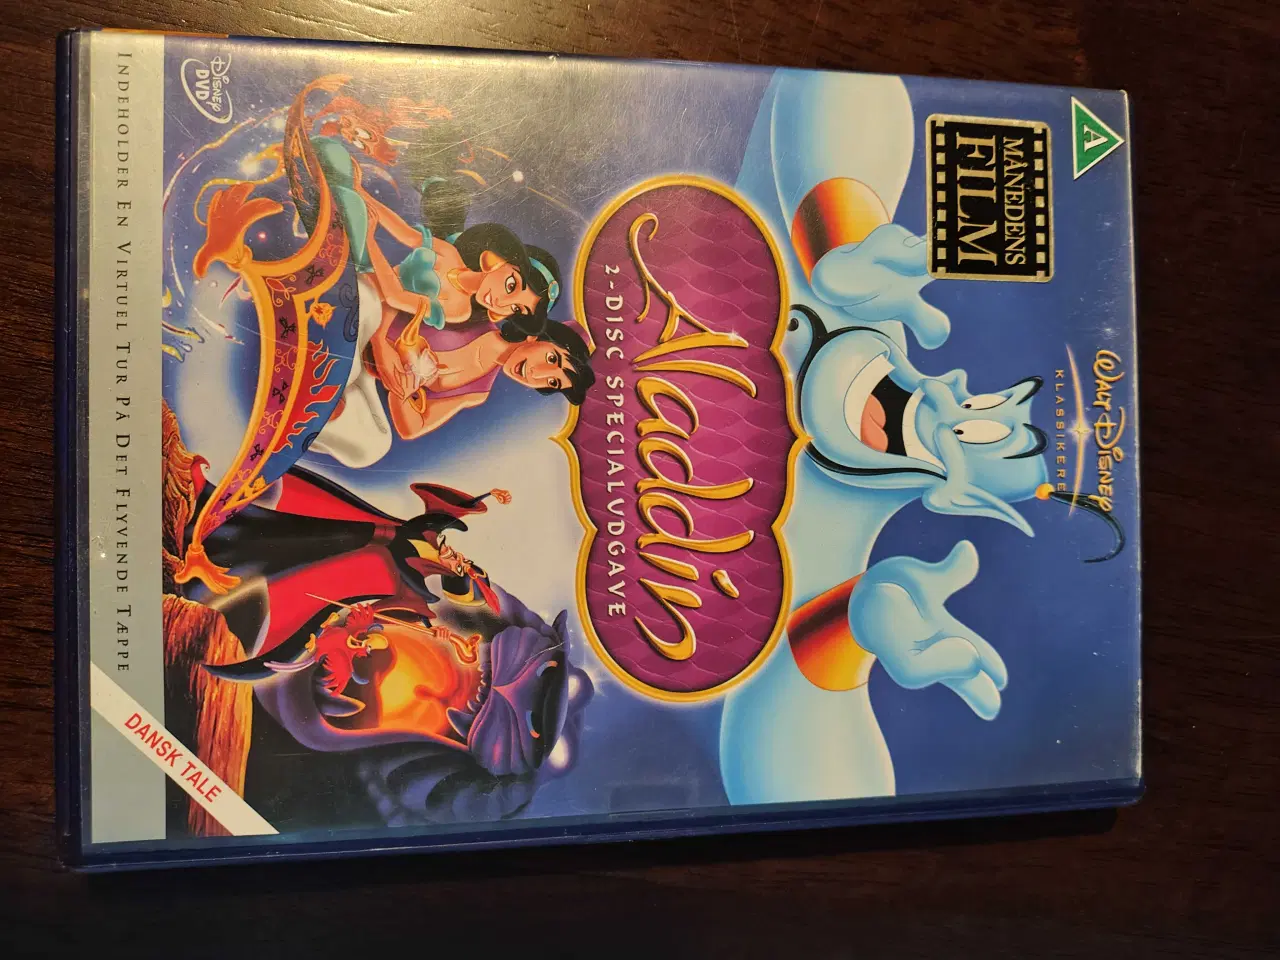 A
MÅNEDENS
FILM
WALT DISNEY
KLASSIKERE
Aladdin
2-DISC SPECIALUDGAVE
DISNEY
DVD
INDEHOLDER EN VIRTUEL TUR PÅ DET FLYVENDE TÆPPE
DANSK TALE